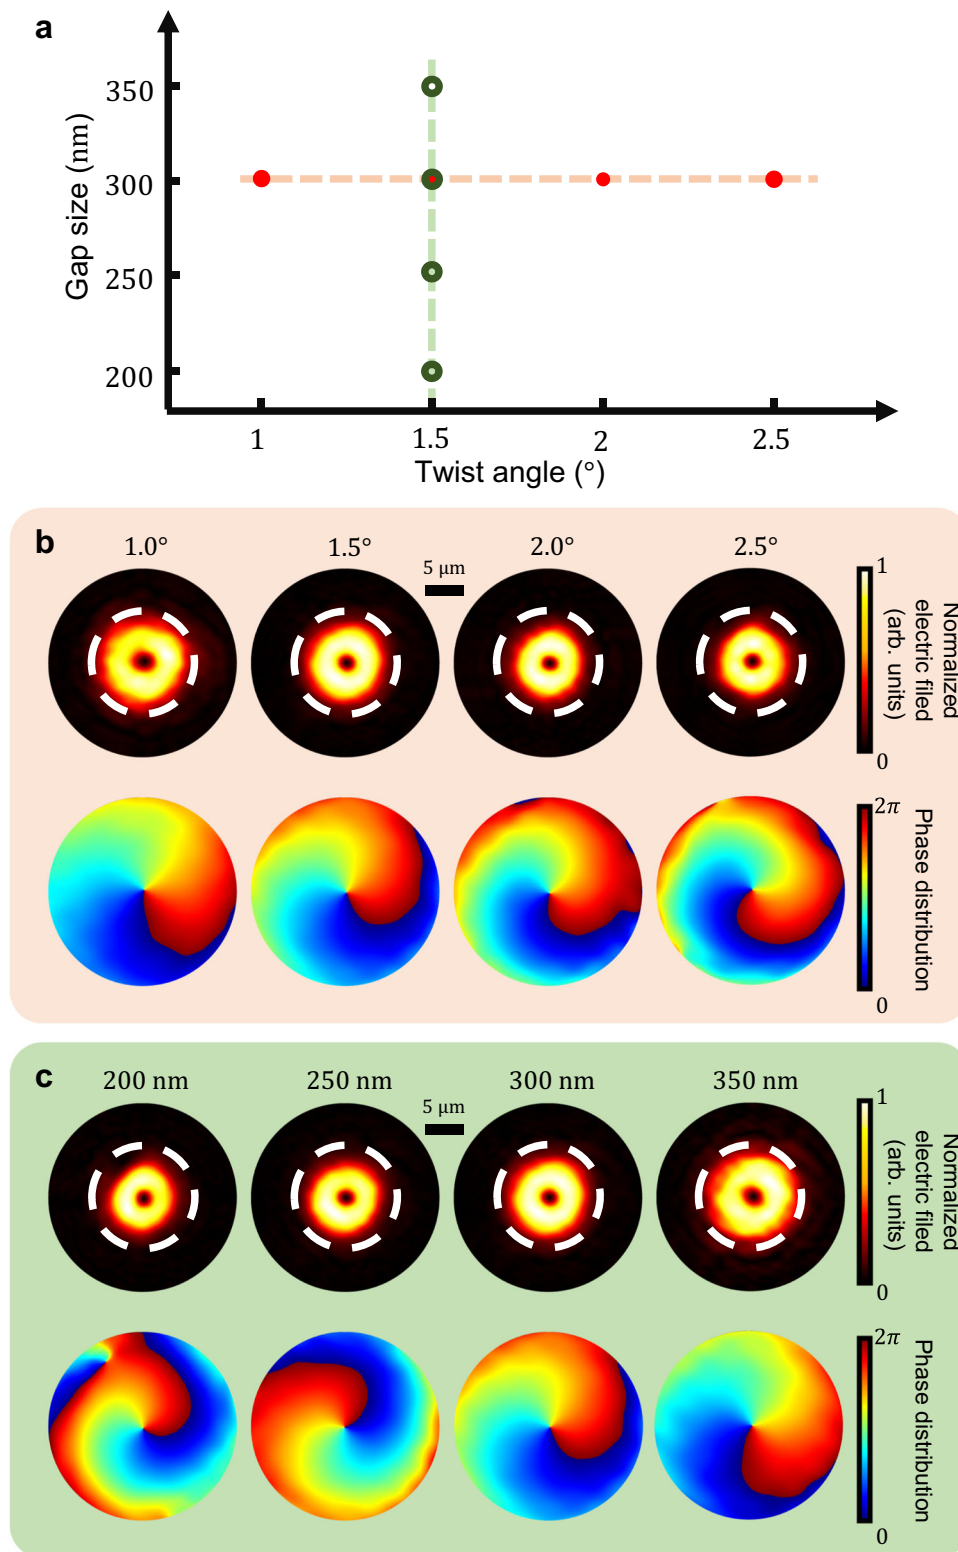 a
Gap size (nm)
350
300
250
200
1
1.5
2
2.5
Twist angle (°)
b
1.0°
1.5°
2.0°
2.5°
5 μm
1
0
Normalized
electric filed
(arb. units)
2π
0
Phase distribution
c
200 nm
250 nm
300 nm
350 nm
5 μm
1
0
Normalized
electric filed
(arb. units)
2π
0
Phase distribution